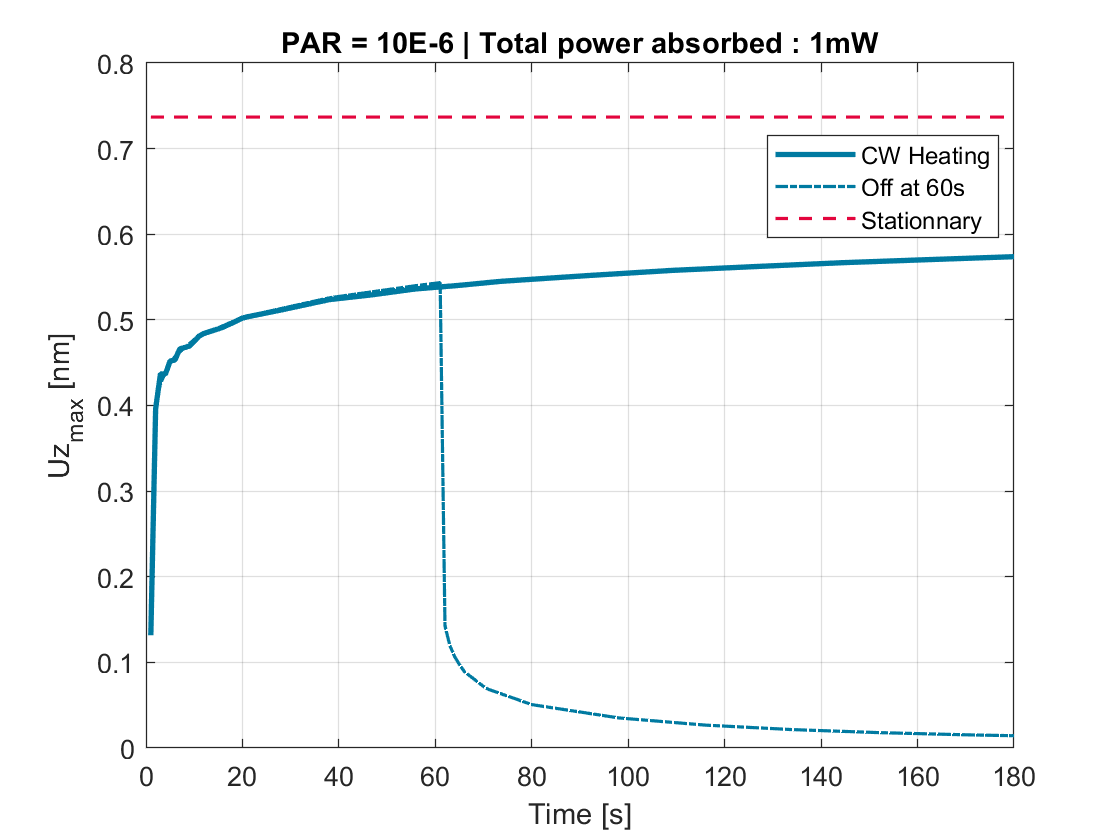 PAR = 10E-6 | Total power absorbed : 1mW
0.8
0.7
0.6
0.5
0.4
0.3
0.2
0.1
0
Uz_max [nm]
CW Heating
Off at 60s
Stationnary
0 20 40 60 80 100 120 140 160 180
Time [s]